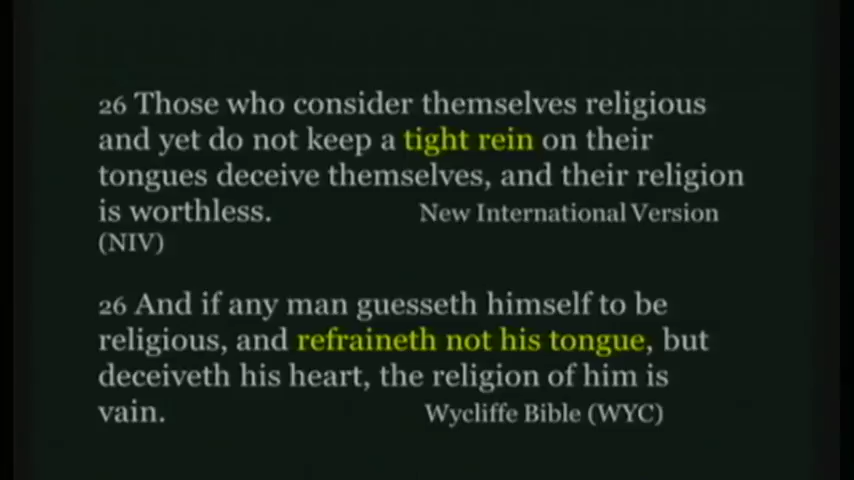 26 Those who consider themselves religious
and yet do not keep a tight rein on their
tongues deceive themselves, and their religion
is worthless. New International Version
(NIV)
26 And if any man guesseth himself to be
religious, and refraineth not his tongue, but
deceiveth his heart, the religion of him is
vain. Wycliffe Bible (WYC)